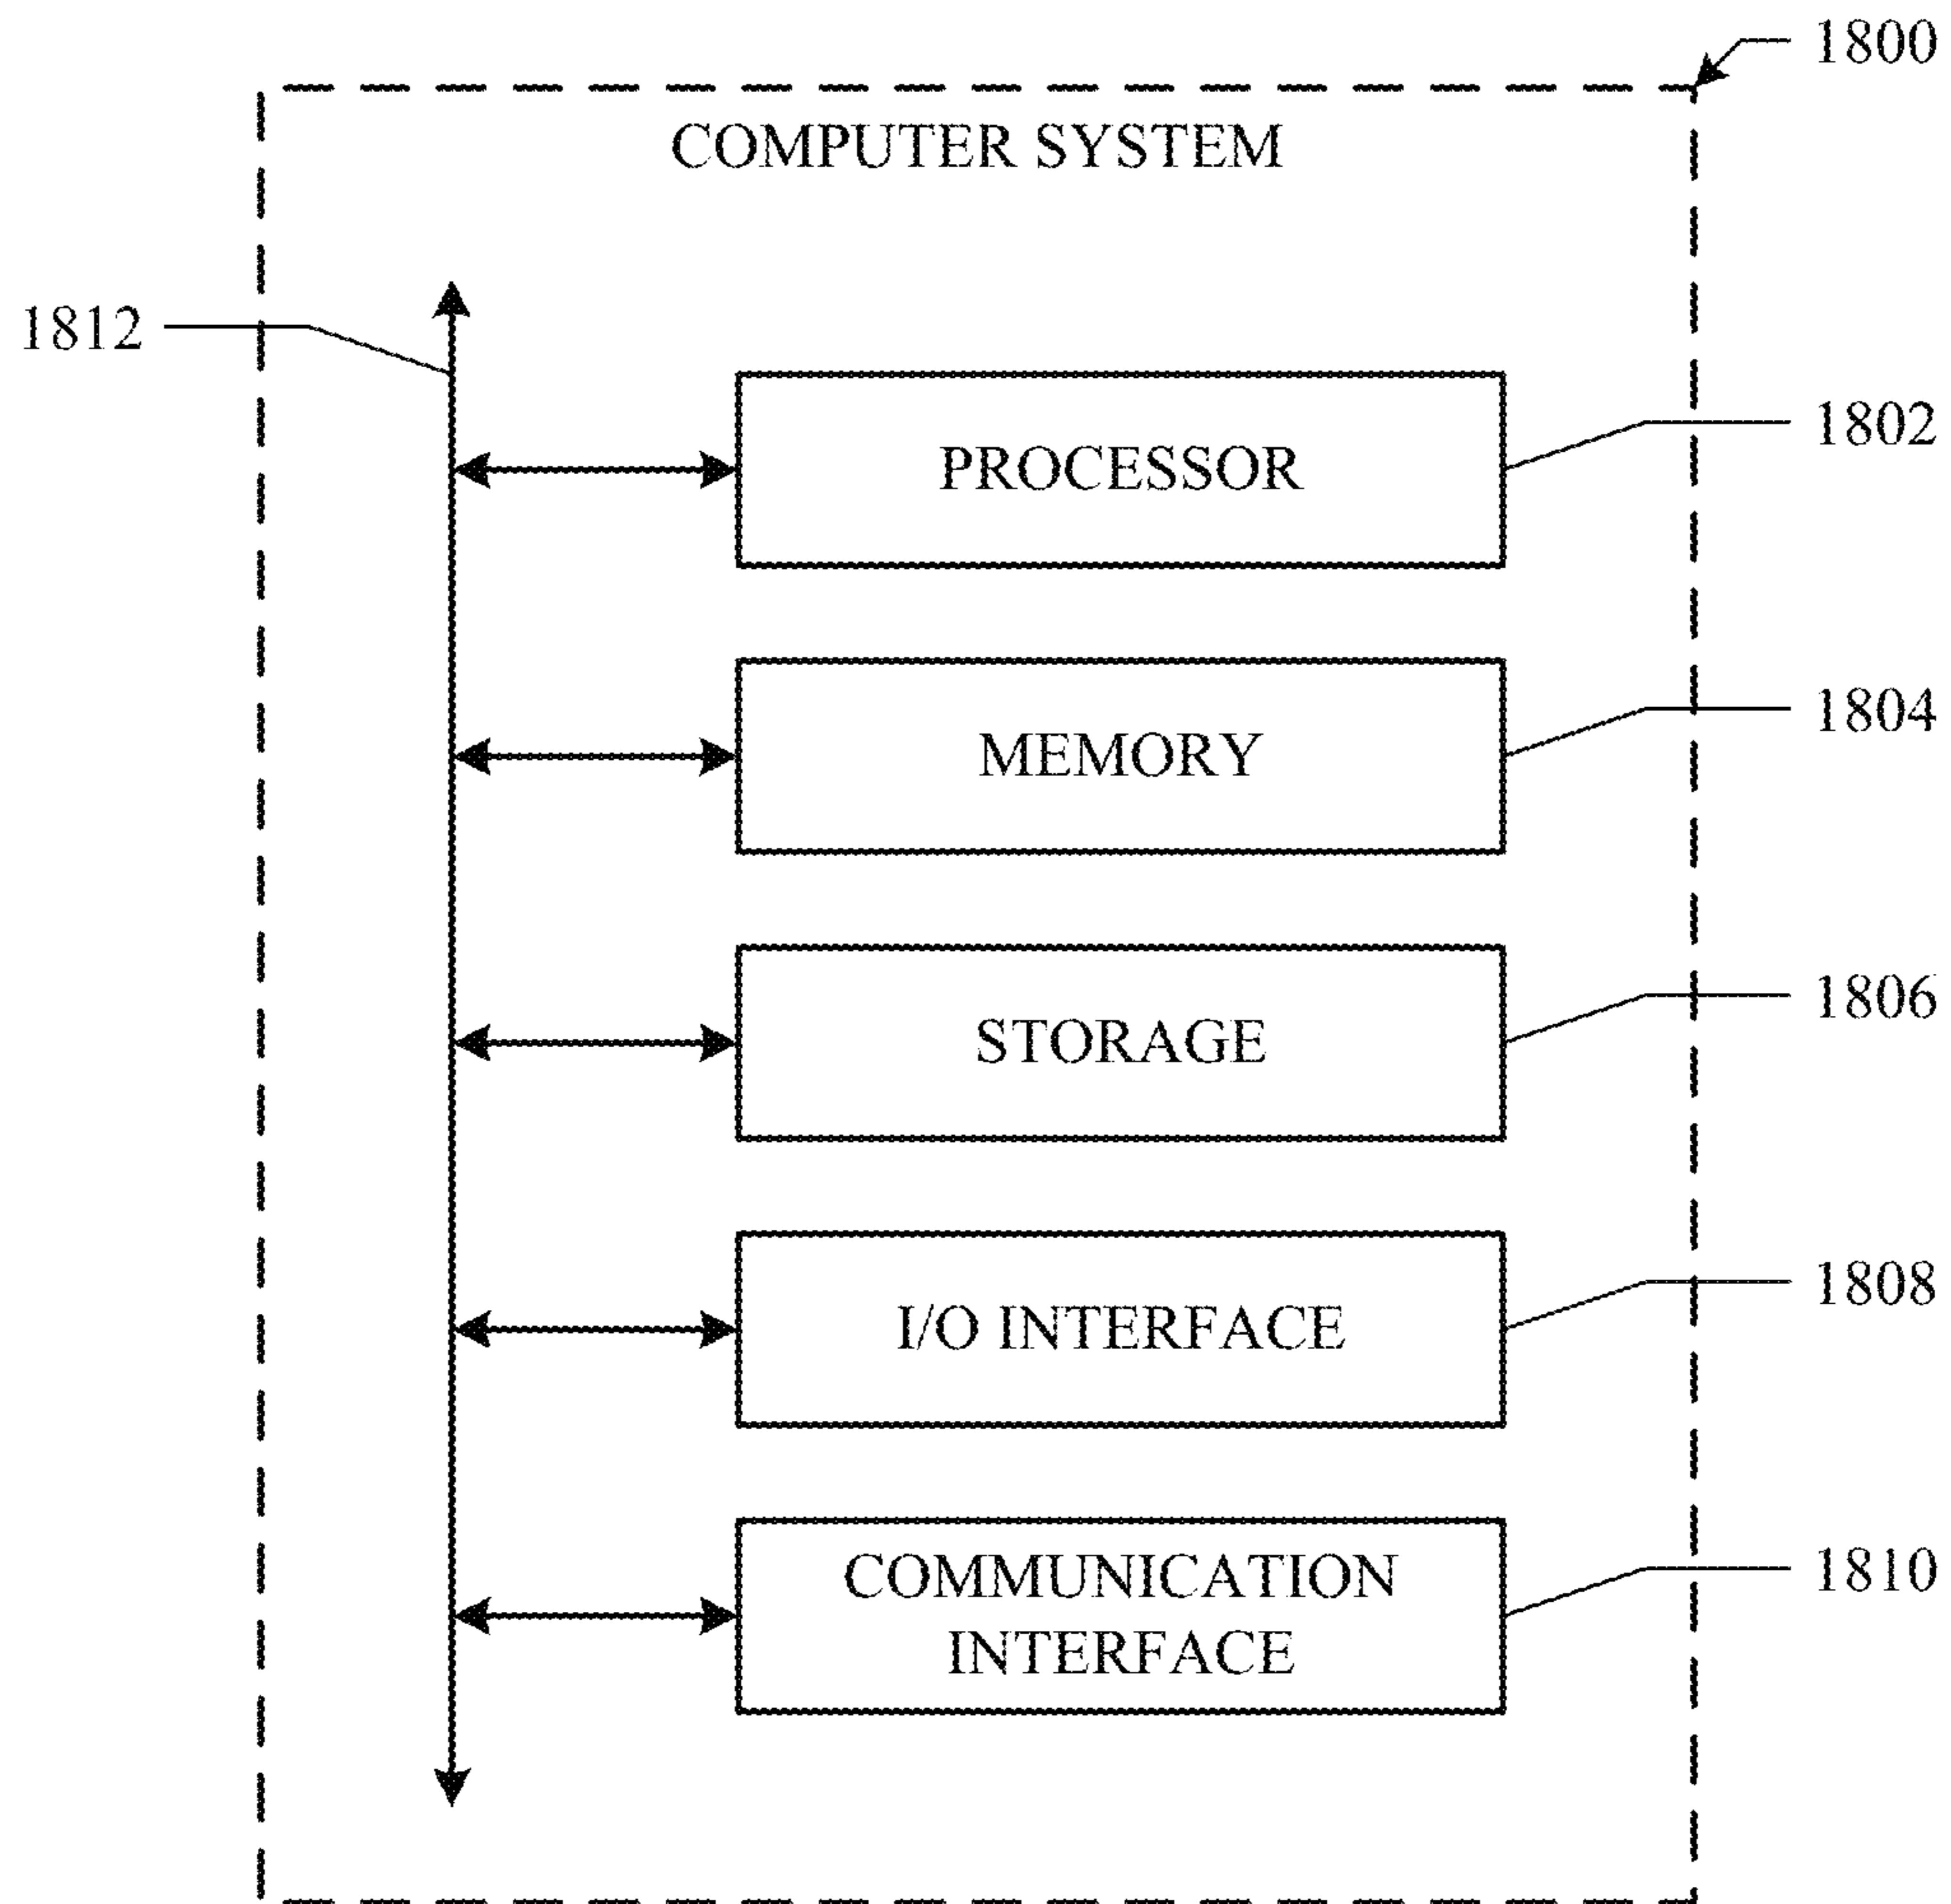 1800
COMPUTER SYSTEM
1812
1802
PROCESSOR
1804
MEMORY
1806
STORAGE
1808
I/O INTERFACE
1810
COMMUNICATION
INTERFACE